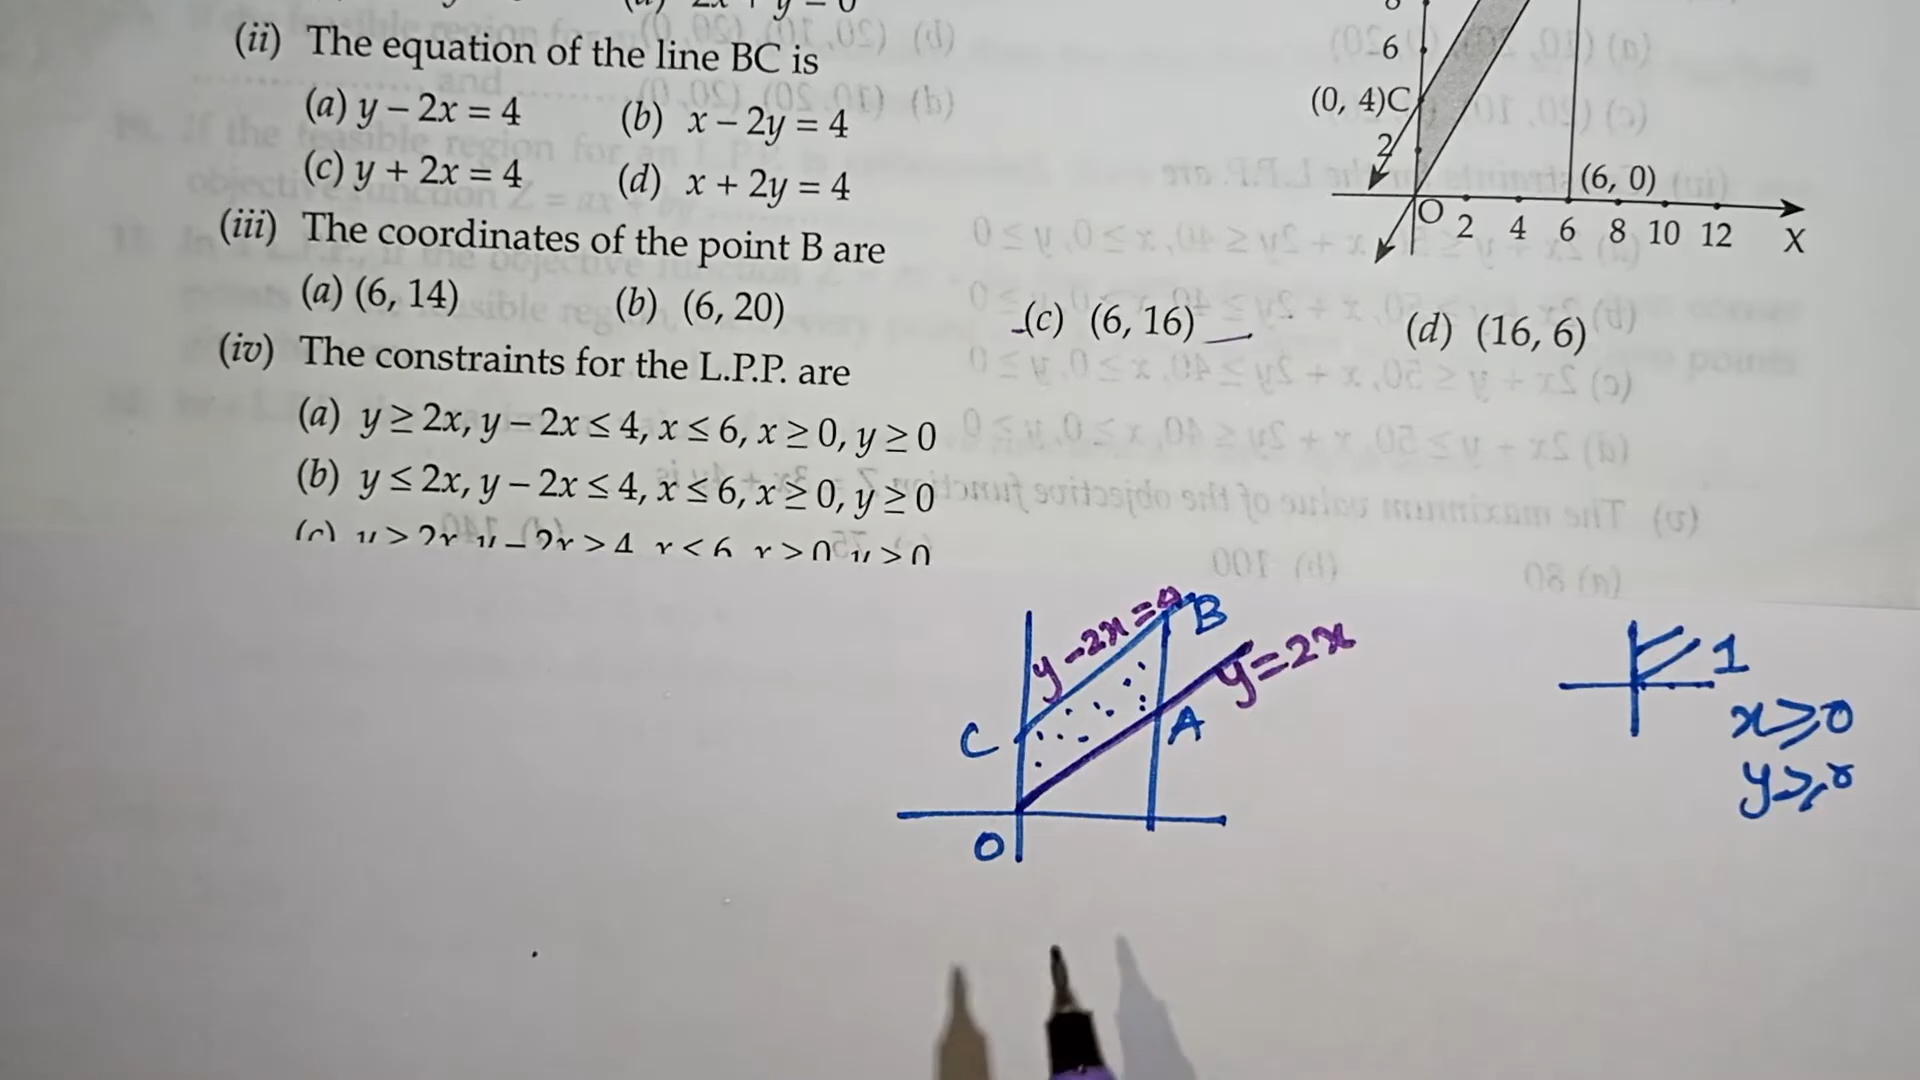 (ii) The equation of the line BC is
(a) y – 2x = 4 (b) x – 2y = 4
(c) y + 2x = 4 (d) x + 2y = 4
(iii) The coordinates of the point B are
(a) (6, 14) (b) (6, 20) (c) (6, 16) (d) (16, 6)
(iv) The constraints for the L.P.P. are
(a) y ≥ 2x, y – 2x ≤ 4, x ≤ 6, x ≥ 0, y ≥ 0
(b) y ≤ 2x, y – 2x ≤ 4, x ≤ 6, x ≥ 0, y ≥ 0
6
(0, 4)C
2
(6, 0)
O 2 4 6 8 10 12 X
y-2x=4
B
y=2x
C
A
O
1
x≥0
y≥0